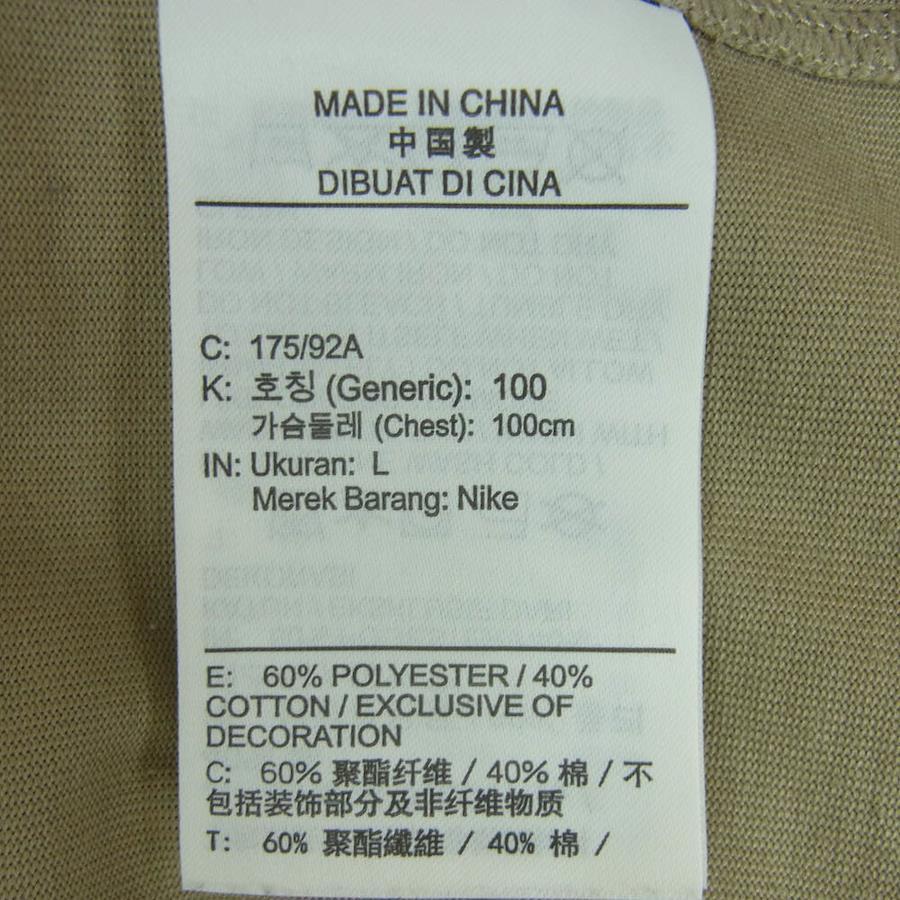 MADE IN CHINA
中国製
DIBUAT DI CINA
C: 175/92A
K: 호칭 (Generic): 100
가슴둘레 (Chest): 100cm
IN: Ukuran: L
Merek Barang: Nike
E: 60% POLYESTER / 40%
COTTON / EXCLUSIVE OF
DECORATION
C: 60% 聚酯纤维 / 40% 棉 / 不
包括装饰部分及非纤维物质
T: 60% 聚酯纖維 / 40% 棉 /